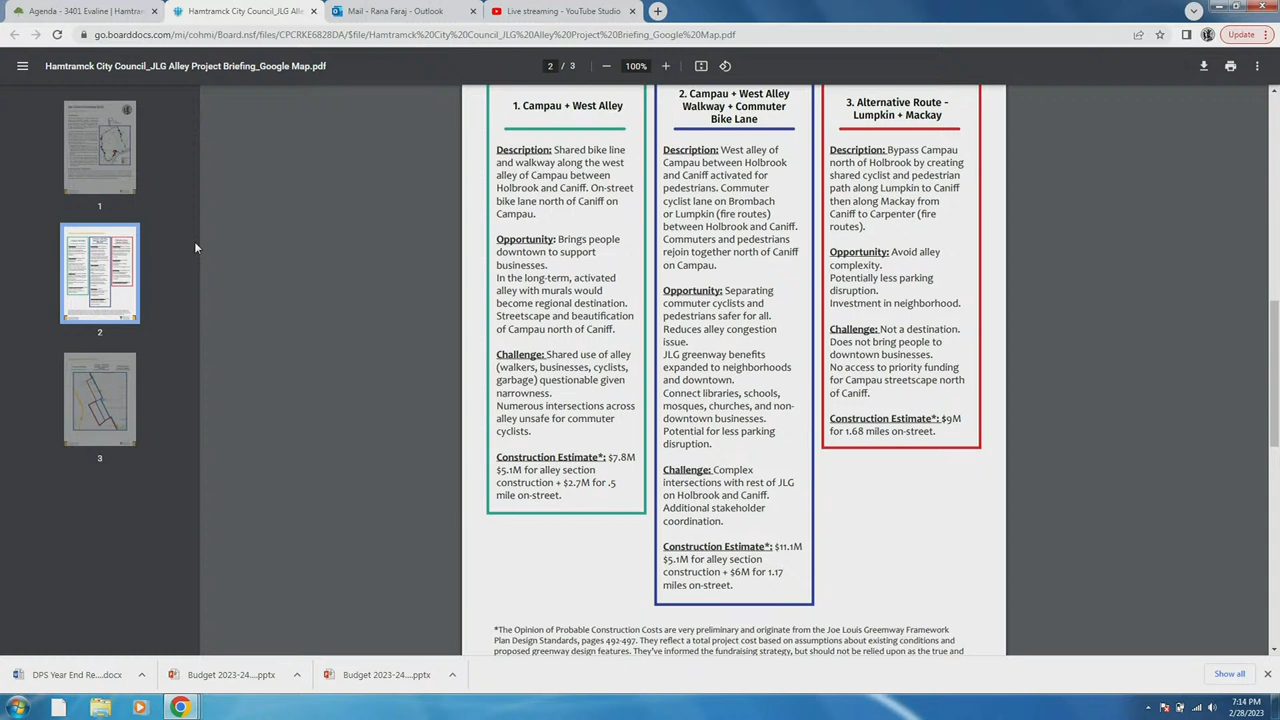 Agenda - 3401 Evaline | Hamtram
Hamtramck City Council_JLG All
Mail - Rana Faraj - Outlook
Live streaming - YouTube Studio
go.boarddocs.com/mi/cohmi/Board.nsf/files/CPCRKE6828DA/$file/Hamtramck%20City%20Council_JLG%20Alley%20Project%20Briefing_Google%20Map.pdf
Update
Hamtramck City Council_JLG Alley Project Briefing_Google Map.pdf
2 / 3
100%
1
2
3
1. Campau + West Alley
Description: Shared bike line
and walkway along the west
alley of Campau between
Holbrook and Caniff. On-street
bike lane north of Caniff on
Campau.
Opportunity: Brings people
downtown to support
businesses.
In the long-term, activated
alley with murals would
become regional destination.
Streetscape and beautification
of Campau north of Caniff.
Challenge: Shared use of alley
(walkers, businesses, cyclists,
garbage) questionable given
narrowness.
Numerous intersections across
alley unsafe for commuter
cyclists.
Construction Estimate*: $7.8M
$5.1M for alley section
construction + $2.7M for .5
mile on-street.
2. Campau + West Alley
Walkway + Commuter
Bike Lane
Description: West alley of
Campau between Holbrook
and Caniff activated for
pedestrians. Commuter
cyclist lane on Brombach
or Lumpkin (fire routes)
between Holbrook and Caniff.
Commuters and pedestrians
rejoin together north of Caniff
on Campau.
Opportunity: Separating
commuter cyclists and
pedestrians safer for all.
Reduces alley congestion
issue.
JLG greenway benefits
expanded to neighborhoods
and downtown.
Connect libraries, schools,
mosques, churches, and non-
downtown businesses.
Potential for less parking
disruption.
Challenge: Complex
intersections with rest of JLG
on Holbrook and Caniff.
Additional stakeholder
coordination.
Construction Estimate*: $11.1M
$5.1M for alley section
construction + $6M for 1.17
miles on-street.
3. Alternative Route -
Lumpkin + Mackay
Description: Bypass Campau
north of Holbrook by creating
shared cyclist and pedestrian
path along Lumpkin to Caniff
then along Mackay from
Caniff to Carpenter (fire
routes).
Opportunity: Avoid alley
complexity.
Potentially less parking
disruption.
Investment in neighborhood.
Challenge: Not a destination.
Does not bring people to
downtown businesses.
No access to priority funding
for Campau streetscape north
of Caniff.
Construction Estimate*: $9M
for 1.68 miles on-street.
*The Opinion of Probable Construction Costs are very preliminary and originate from the Joe Louis Greenway Framework
Plan Design Standards, pages 492-497. They reflect a total project cost based on assumptions about existing conditions and
proposed greenway design features. They've informed the fundraising strategy, but should not be relied upon as the true and
DPS Year End Re....docx
Budget 2023-24....pptx
Budget 2023-24....pptx
Show all
7:14 PM
2/28/2023